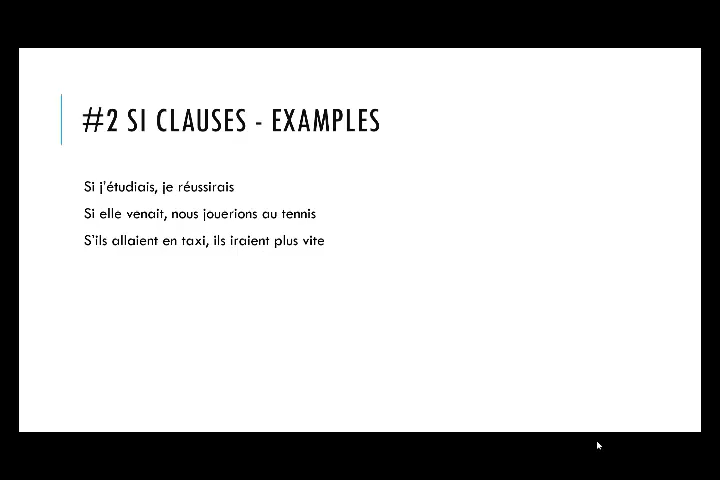 #2 SI CLAUSES - EXAMPLES
Si j'étudiais, je réussirais
Si elle venait, nous jouerions au tennis
S'ils allaient en taxi, ils iraient plus vite